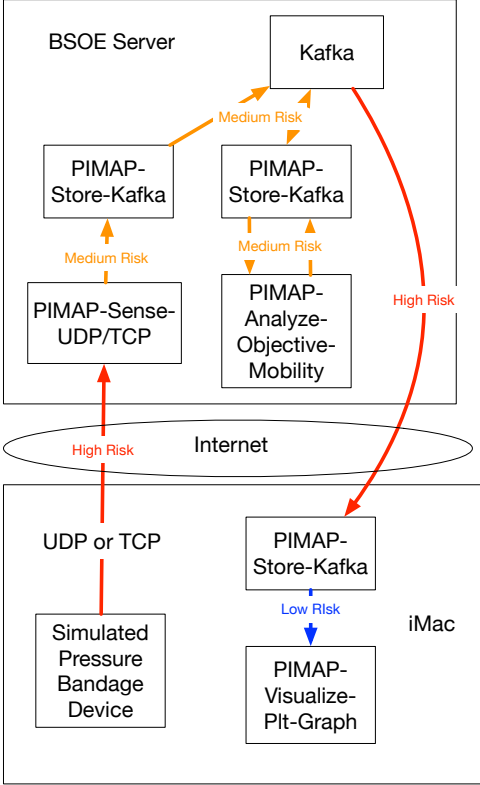 BSOE Server
Kafka
Medium Risk
PIMAP-
Store-Kafka
PIMAP-
Store-Kafka
Medium Risk
Medium Risk
PIMAP-Sense-
UDP/TCP
PIMAP-
Analyze-
Objective-
Mobility
High Risk
Internet
High Risk
UDP or TCP
PIMAP-
Store-Kafka
Low RIsk
iMac
Simulated
Pressure
Bandage
Device
PIMAP-
Visualize-
Plt-Graph